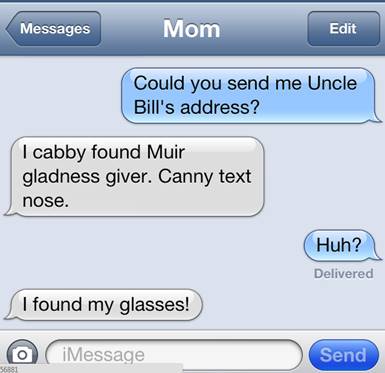 Messages
Mom
Edit
Could you send me Uncle
Bill's address?
I cabby found Muir
gladness giver. Canny text
nose.
Huh?
Delivered
I found my glasses!
iMessage
Send
56881